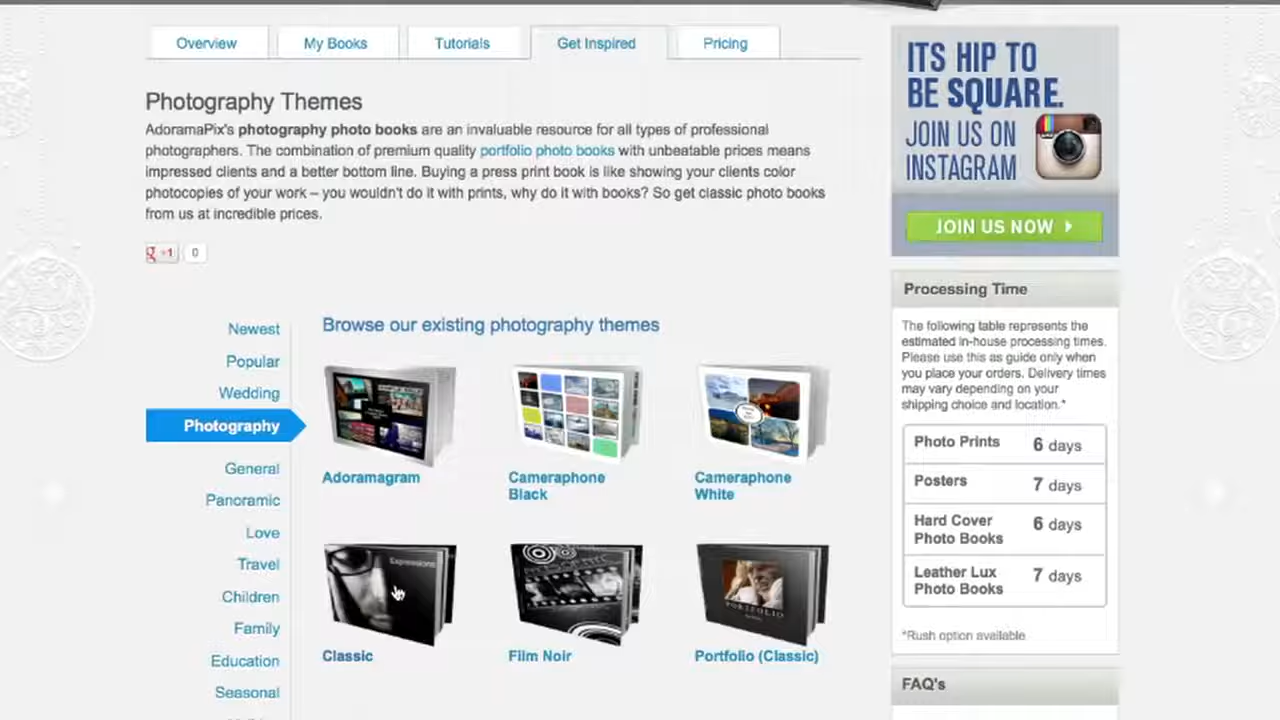 Overview
My Books
Tutorials
Get Inspired
Pricing
Photography Themes
AdoramaPix's photography photo books are an invaluable resource for all types of professional
photographers. The combination of premium quality portfolio photo books with unbeatable prices means
impressed clients and a better bottom line. Buying a press print book is like showing your clients color
photocopies of your work – you wouldn't do it with prints, why do it with books? So get classic photo books
from us at incredible prices.
g +1
0
Newest
Popular
Wedding
Photography
General
Panoramic
Love
Travel
Children
Family
Education
Seasonal
Browse our existing photography themes
Adoramagram
Cameraphone
Black
Cameraphone
White
Expressions
Classic
Film Noir
PORTFOLIO
Portfolio (Classic)
ITS HIP TO
BE SQUARE.
JOIN US ON
INSTAGRAM
JOIN US NOW
Processing Time
The following table represents the
estimated in-house processing times.
Please use this as guide only when
you place your orders. Delivery times
may vary depending on your
shipping choice and location.*
Photo Prints 6 days
Posters 7 days
Hard Cover
Photo Books 6 days
Leather Lux
Photo Books 7 days
*Rush option available
FAQ's